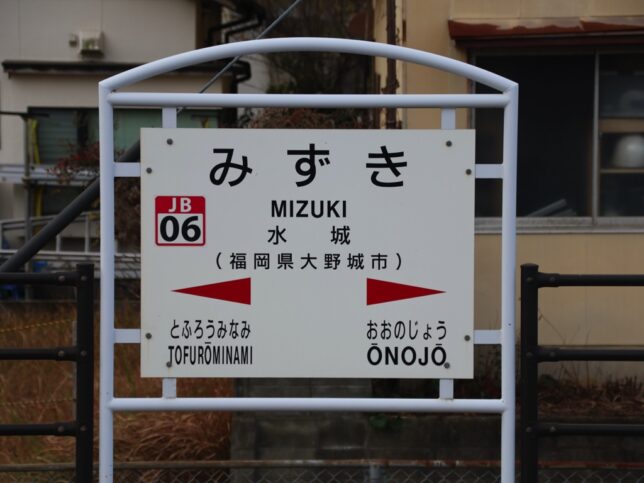 みずき
JB
06
MIZUKI
水城
（福岡県大野城市）
とふろうみなみ
TOFURŌMINAMI
おおのじょう
ŌNOJŌ